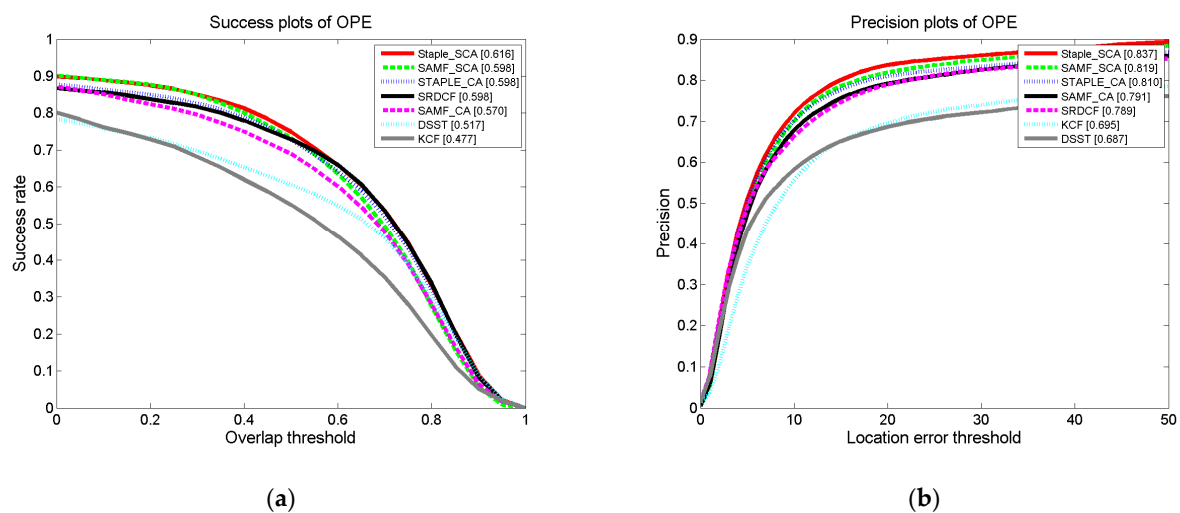 Success plots of OPE
1
0.9
0.8
0.7
0.6
0.5
0.4
0.3
0.2
0.1
0
Success rate
Staple_SCA [0.616]
SAMF_SCA [0.598]
STAPLE_CA [0.598]
SRDCF [0.598]
SAMF_CA [0.570]
DSST [0.517]
KCF [0.477]
0 0.2 0.4 0.6 0.8 1
Overlap threshold
(a)
Precision plots of OPE
0.9
0.8
0.7
0.6
0.5
0.4
0.3
0.2
0.1
0
Precision
Staple_SCA [0.837]
SAMF_SCA [0.819]
STAPLE_CA [0.810]
SAMF_CA [0.791]
SRDCF [0.789]
KCF [0.695]
DSST [0.687]
0 10 20 30 40 50
Location error threshold
(b)